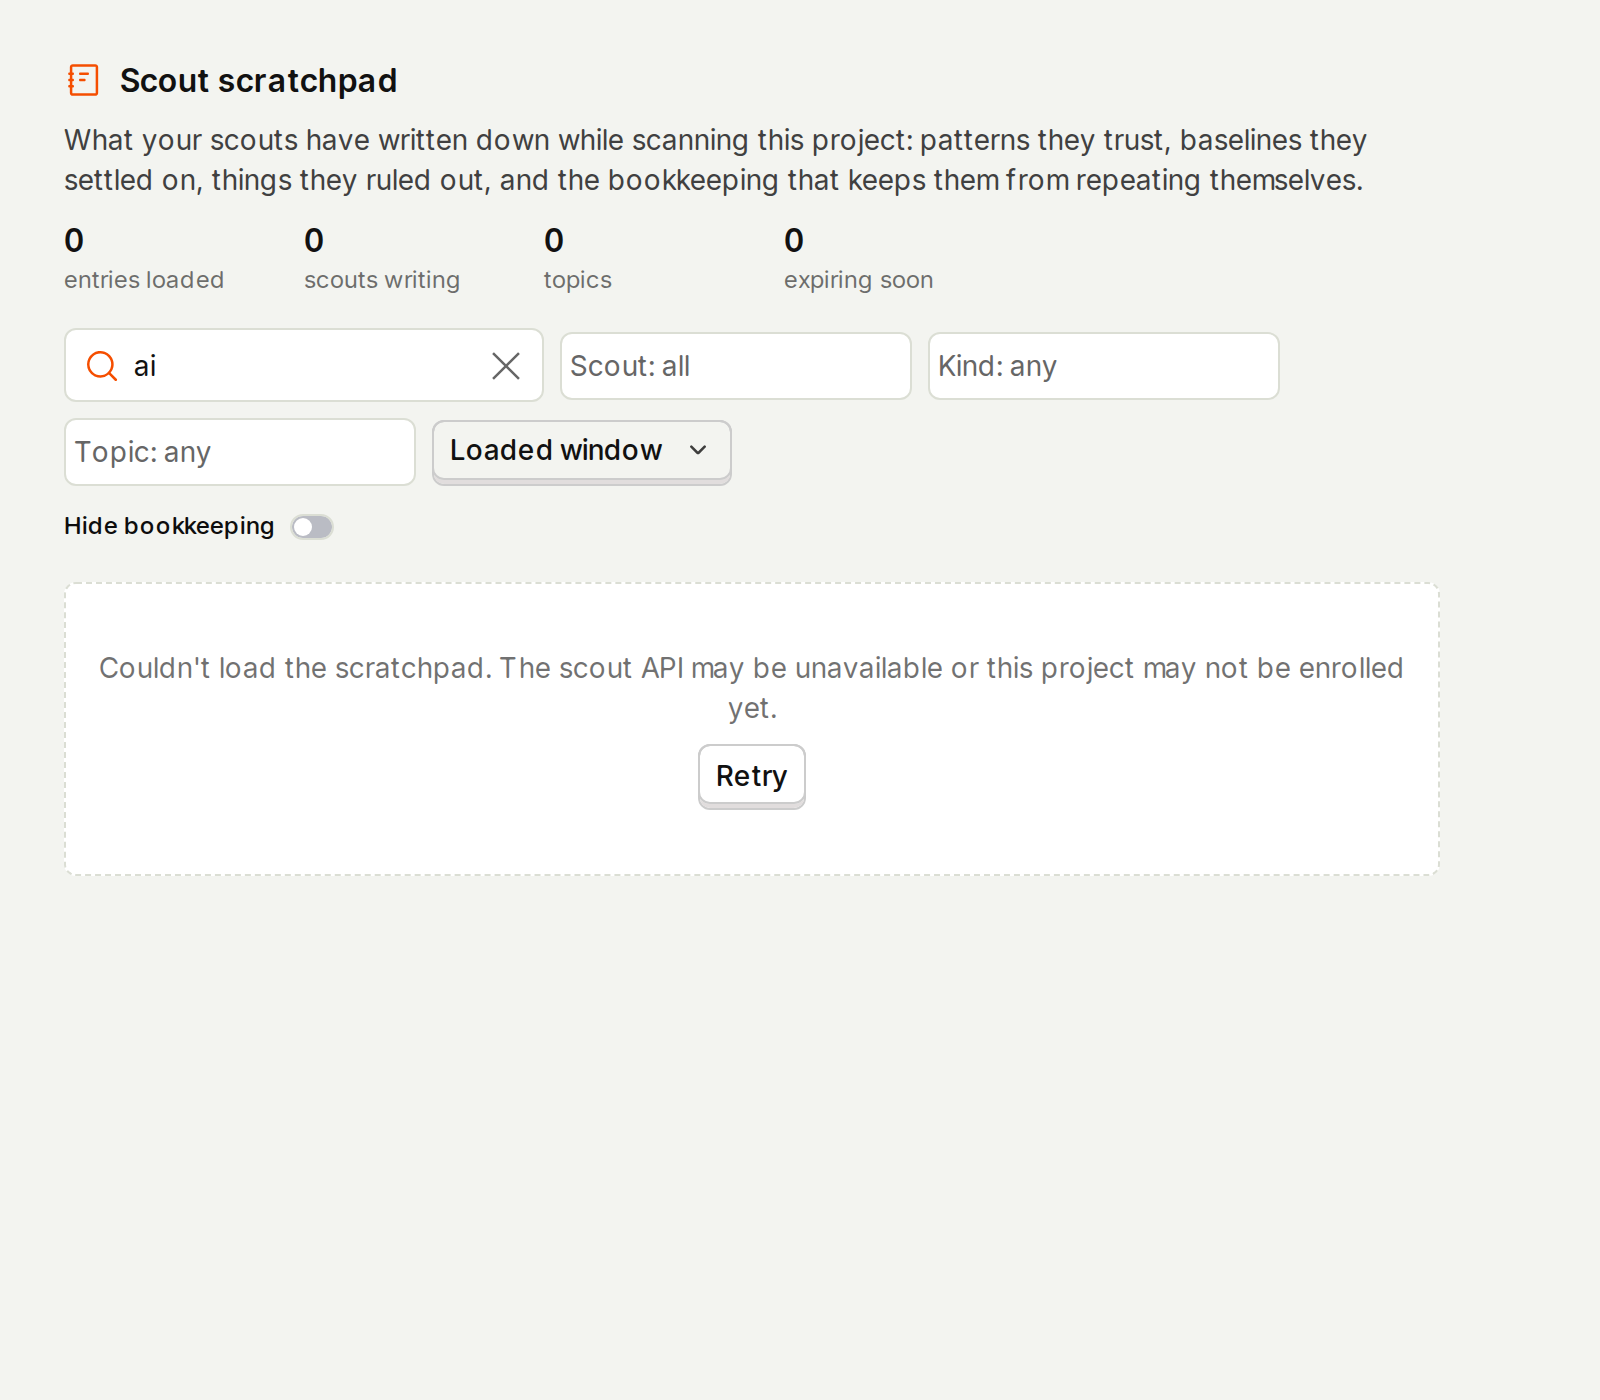 Scout scratchpad
What your scouts have written down while scanning this project: patterns they trust, baselines they
settled on, things they ruled out, and the bookkeeping that keeps them from repeating themselves.
0 0 0 0
entries loaded scouts writing topics expiring soon
ai Scout: all Kind: any
Topic: any Loaded window
Hide bookkeeping
Couldn't load the scratchpad. The scout API may be unavailable or this project may not be enrolled
yet.
Retry